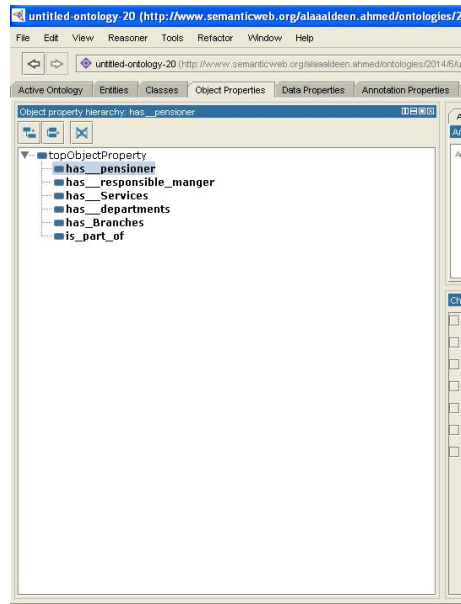 untitled-ontology-20 (http://www.semanticweb.org/alaaaldeen.ahmed/ontologies/2
File Edit View Reasoner Tools Refactor Window Help
untitled-ontology-20 (http://www.semanticweb.org/alaaaldeen.ahmed/ontologies/2014/6/u
Active Ontology Entities Classes Object Properties Data Properties Annotation Properties
Object property hierarchy: has__pensioner
topObjectProperty
has__pensioner
has__responsible_manger
has__Services
has__departments
has_Branches
is_part_of